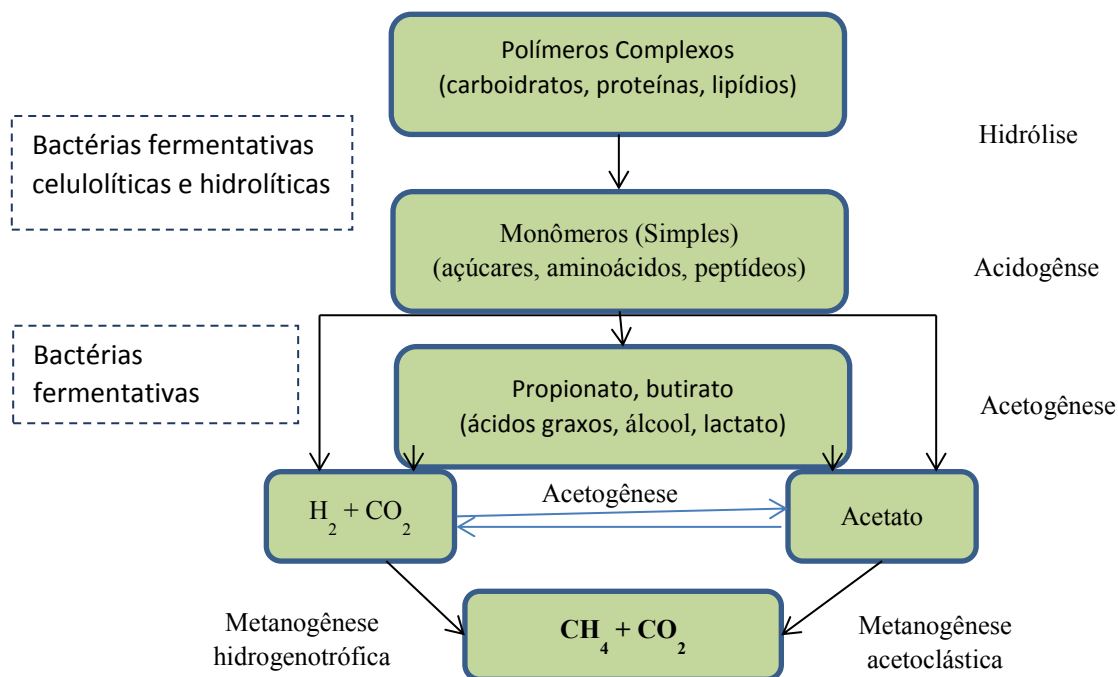 Polímeros Complexos
(carboidratos, proteínas, lipídios)
Bactérias fermentativas
celulolíticas e hidrolíticas
Hidrólise
Monômeros (Simples)
(açúcares, aminoácidos, peptídeos)
Acidogênse
Bactérias
fermentativas
Propionato, butirato
(ácidos graxos, álcool, lactato)
Acetogênese
H2 + CO2
Acetogênese
Acetato
Metanogênese
hidrogenotrófica
CH4 + CO2
Metanogênese
acetoclástica